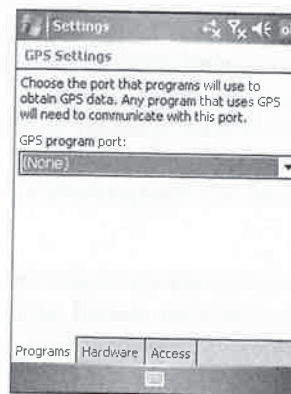 Settings
GPS Settings
Choose the port that programs will use to
obtain GPS data. Any program that uses GPS
will need to communicate with this port.
GPS program port:
(None)
Programs Hardware Access